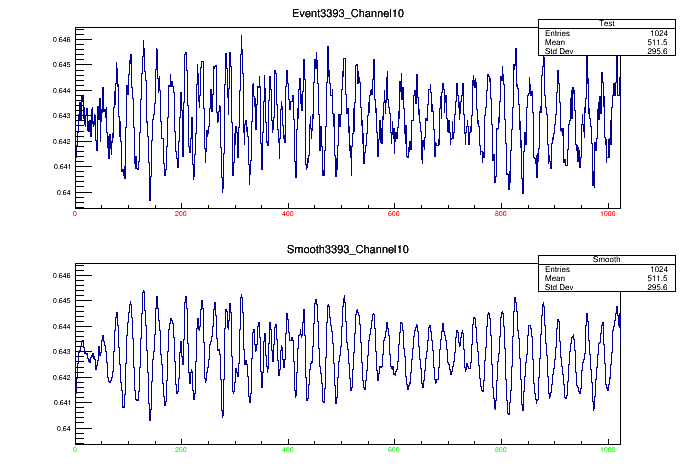 Event3393_Channel10
Test
Entries 1024
Mean 511.5
Std Dev 295.6
0.646
0.645
0.644
0.643
0.642
0.641
0.64
0 200 400 600 800 1000
Smooth3393_Channel10
Smooth
Entries 1024
Mean 511.5
Std Dev 295.6
0.646
0.645
0.644
0.643
0.642
0.641
0.64
0 200 400 600 800 1000